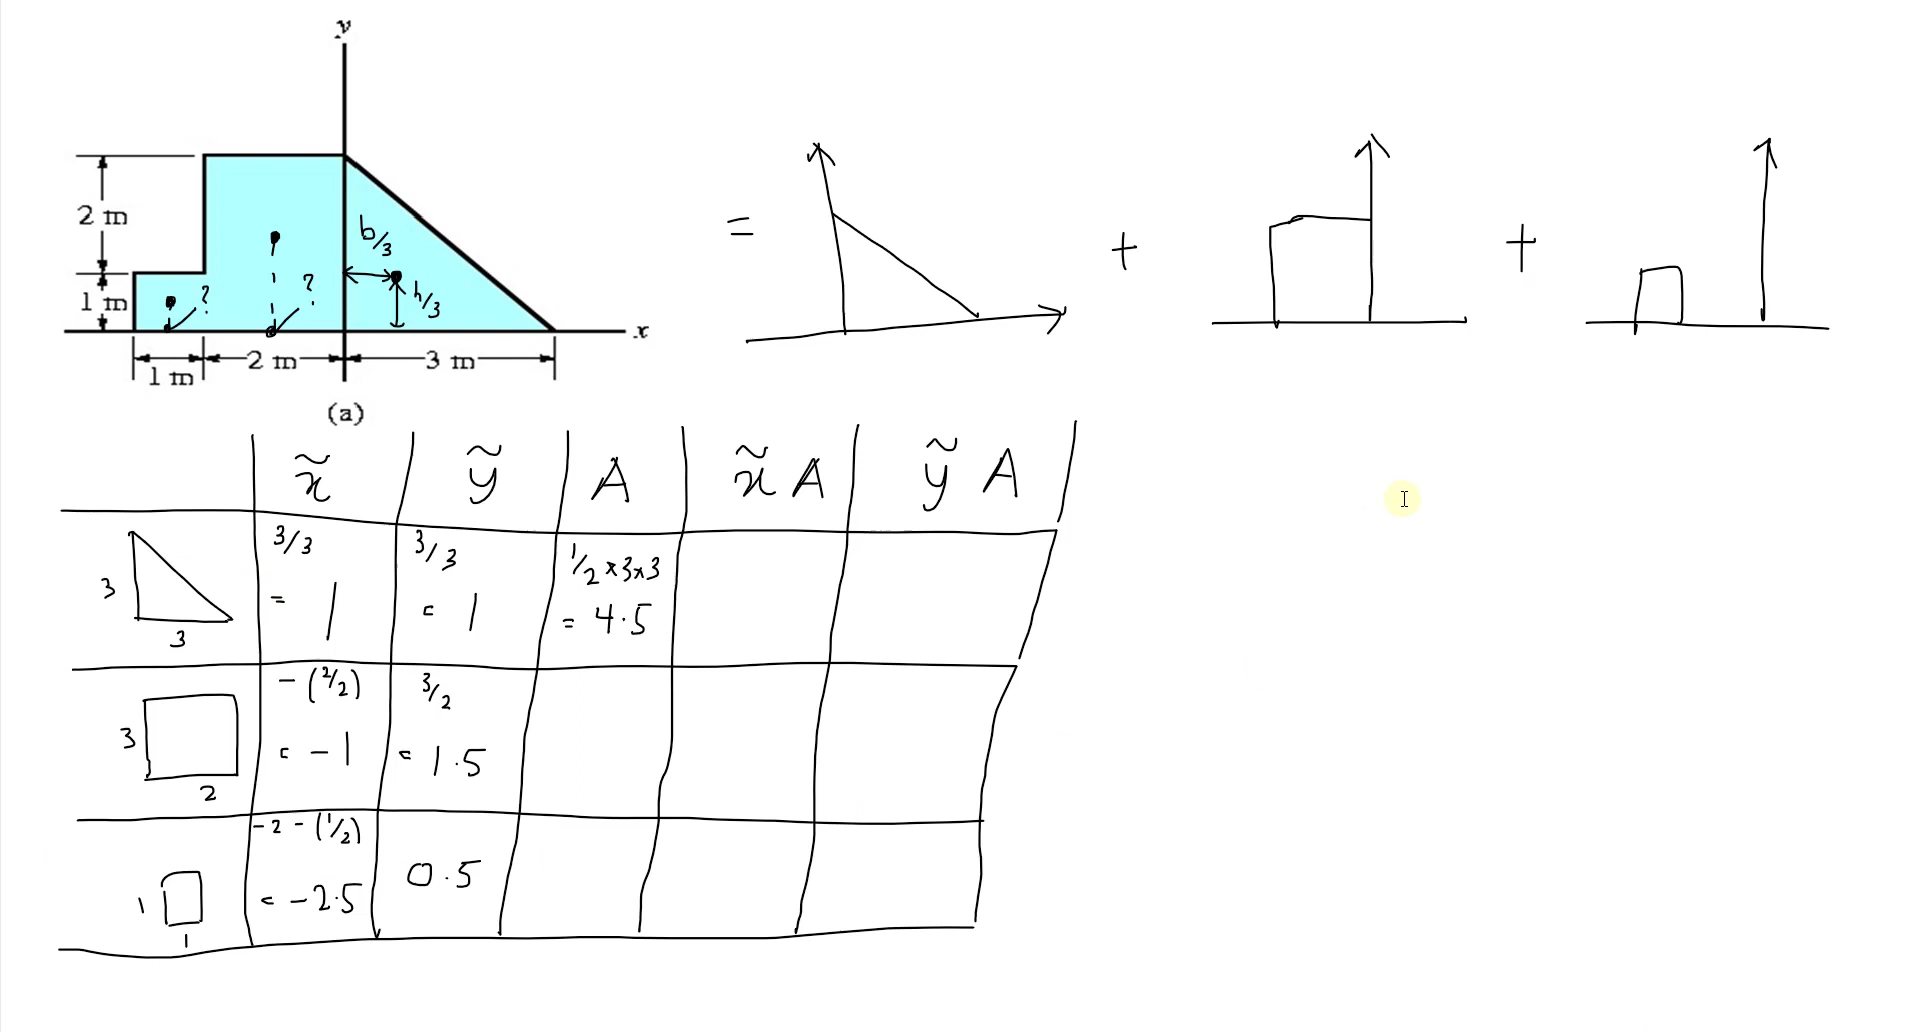 y
2 m
1 m
b/3
h/3
?
?
x
1 m
2 m
3 m
(a)
=
+
+
x̃
ỹ
A
x̃ A
ỹ A
3
3
3/3
= 1
3/3
= 1
1/2 × 3 × 3
= 4.5
3
2
- (2/2)
= - 1
3/2
= 1.5
1
1
-2 - (1/2)
= - 2.5
0.5